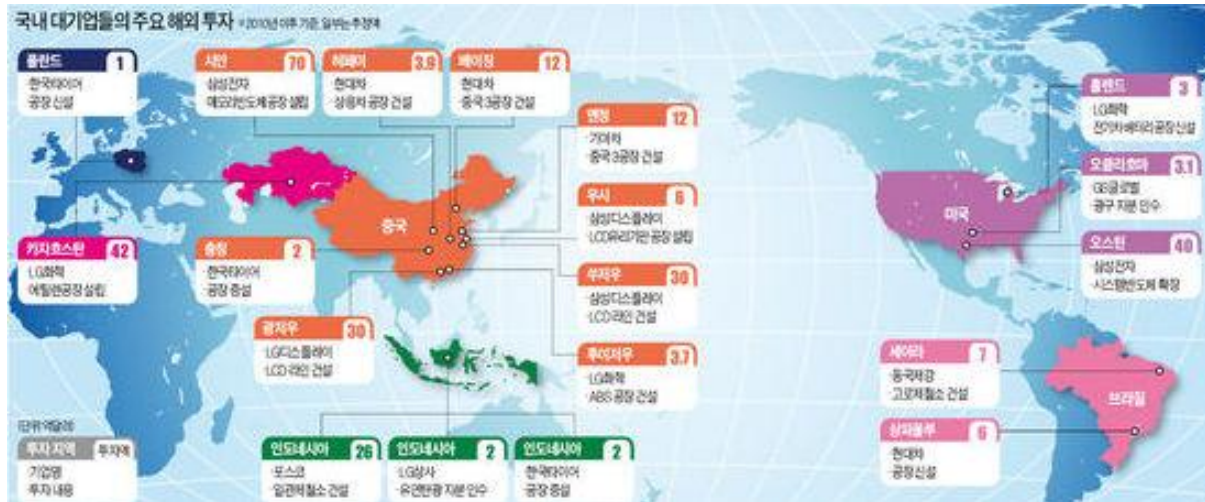 국내 대기업들의 주요 해외 투자 ※2010년 이후 기준, 일부는 추정액
폴란드 1
·한국타이어
·공장 신설
시안 70
·삼성전자
·메모리반도체 공장 설립
허페이 3.9
·현대차
·상용차 공장 건설
베이징 12
·현대차
·중국 3공장 건설
옌청 12
·기아차
·중국 3공장 건설
우시 6
·삼성디스플레이
·LCD유리기판 공장 설립
쑤저우 30
·삼성디스플레이
·LCD 라인 건설
후이저우 3.7
·LG화학
·ABS 공장 건설
카자흐스탄 42
·LG화학
·에틸렌공장 설립
충칭 2
·한국타이어
·공장 증설
중국
광저우 30
·LG디스플레이
·LCD 라인 건설
인도네시아 26
·포스코
·일관제철소 건설
인도네시아 2
·LG상사
·유연탄광 지분 인수
인도네시아 2
·한국타이어
·공장 증설
홀랜드 3
·LG화학
·전기차 배터리 공장 신설
오클라호마 3.1
·GS글로벌
·광구 지분 인수
오스틴 40
·삼성전자
·시스템반도체 확장
미국
세아라 7
·동국제강
·고로제철소 건설
상파울루 6
·현대차
·공장신설
브라질
(단위:억달러)
투자 지역 투자액
·기업명
·투자 내용